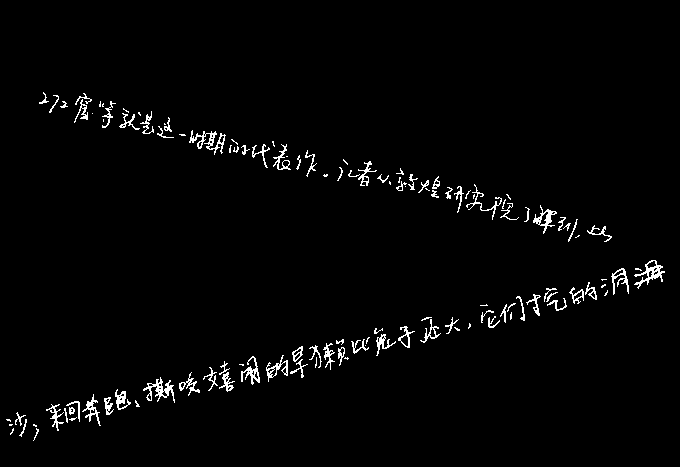 272窟等就是这一时期的代表作。记者从敦煌研究院了解到,此
沙,来回奔跑、撕咬嬉闹的旱獭比兔子还大,它们挖的洞